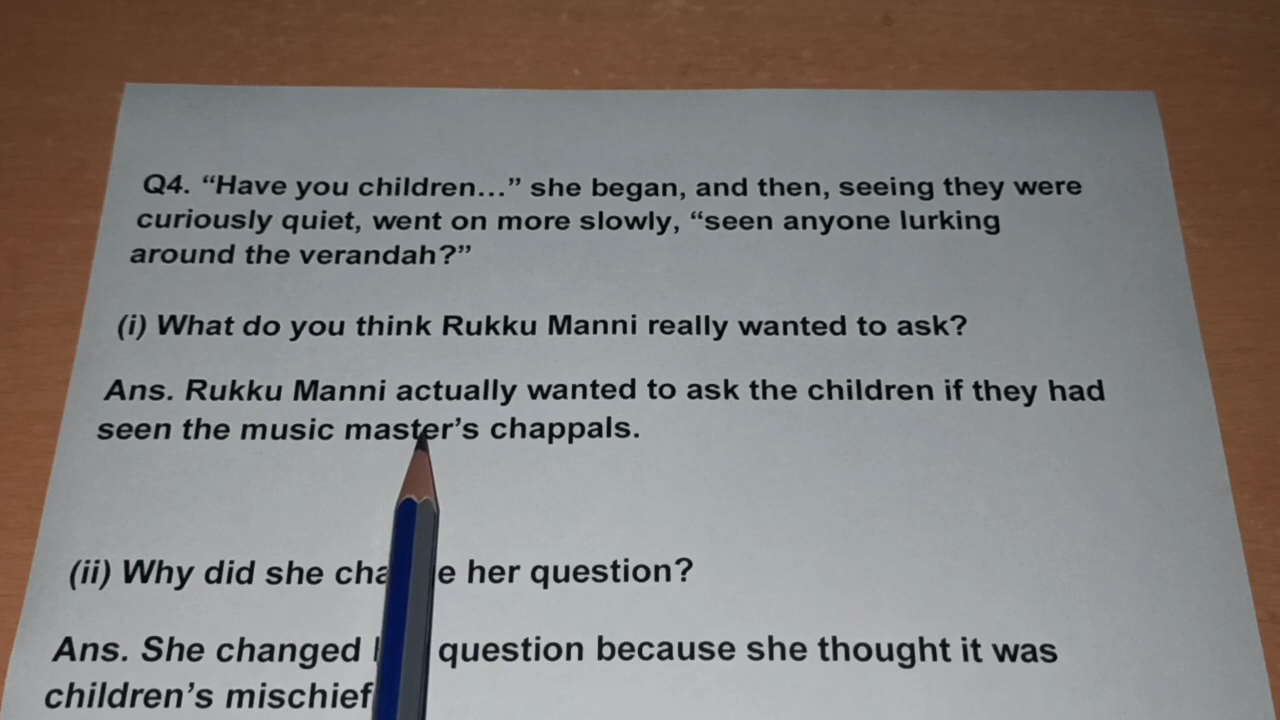 Q4. “Have you children...” she began, and then, seeing they were
curiously quiet, went on more slowly, “seen anyone lurking
around the verandah?”
(i) What do you think Rukku Manni really wanted to ask?
Ans. Rukku Manni actually wanted to ask the children if they had
seen the music master’s chappals.
(ii) Why did she change her question?
Ans. She changed question because she thought it was
children’s mischief